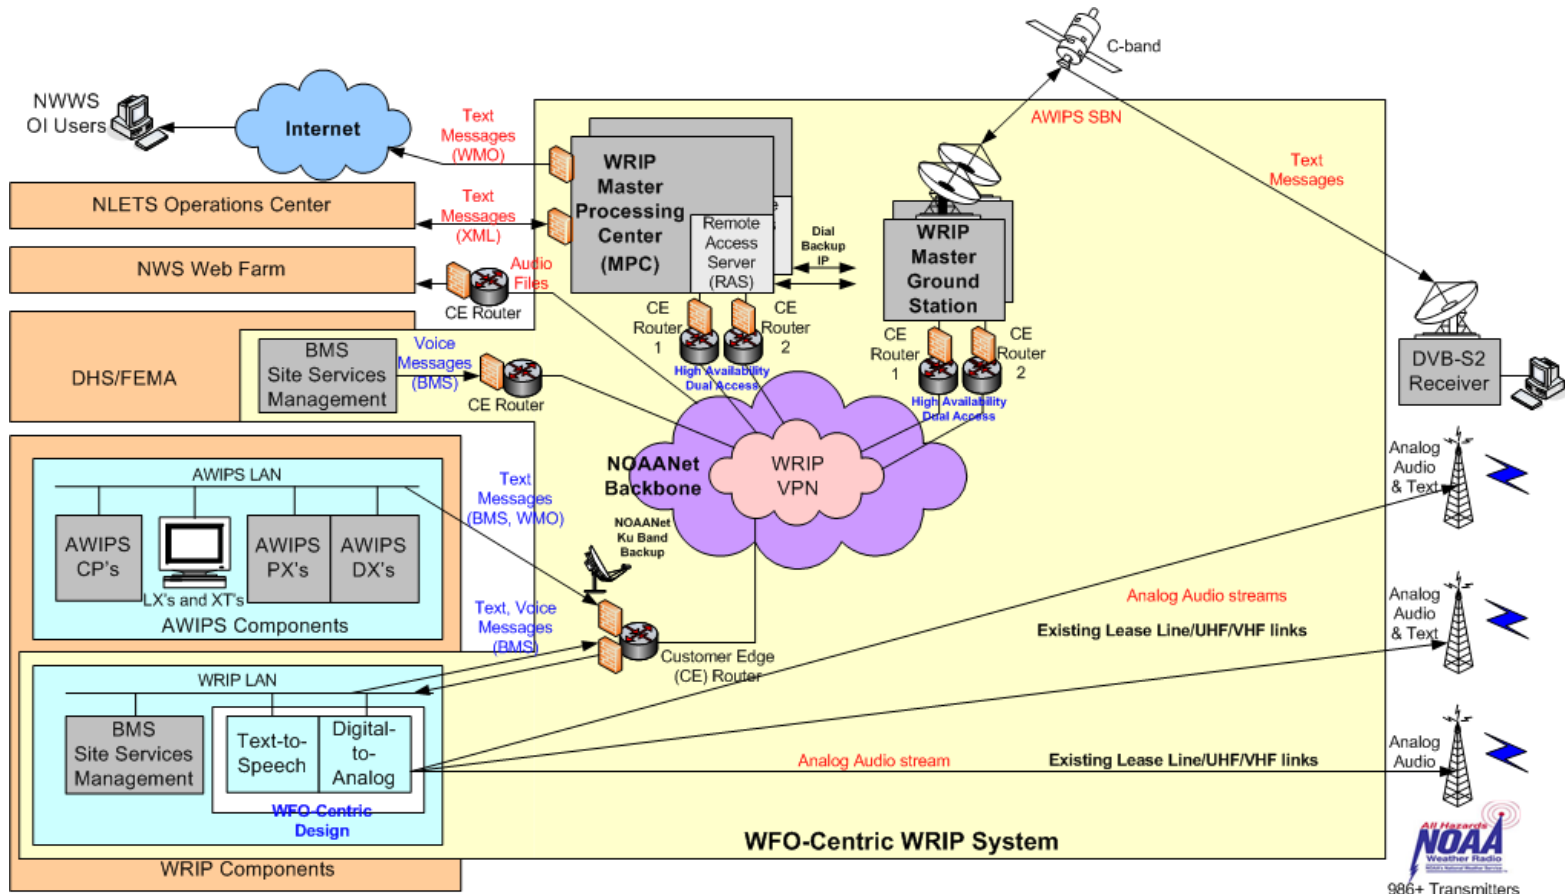 C-band
NWWS
OI Users
Internet
Text
Messages
(WMO)
AWIPS SBN
Text
Messages
WRIP
Master
Processing
Center
(MPC)
NLETS Operations Center
Text
Messages
(XML)
Remote
Access
Server
(RAS)
Dial
Backup
IP
WRIP
Master
Ground
Station
NWS Web Farm
Audio
Files
CE Router
CE
Router
1
CE
Router
2
High Availability
Dual Access
CE
Router
1
CE
Router
2
High Availability
Dual Access
DVB-S2
Receiver
DHS/FEMA
BMS
Site Services
Management
Voice
Messages
(BMS)
CE Router
NOAANet
Backbone
WRIP
VPN
Analog
Audio
& Text
AWIPS LAN
Text
Messages
(BMS, WMO)
AWIPS
CP's
LX's and XT's
AWIPS
PX's
AWIPS
DX's
AWIPS Components
NOAANet
Ku Band
Backup
Text, Voice
Messages
(BMS)
Customer Edge
(CE) Router
Analog Audio streams
Existing Lease Line/UHF/VHF links
Analog
Audio
& Text
WRIP LAN
BMS
Site Services
Management
Text-to-
Speech
Digital-
to-
Analog
WFO-Centric
Design
Analog Audio stream
Existing Lease Line/UHF/VHF links
Analog
Audio
WFO-Centric WRIP System
WRIP Components
All Hazards
NOAA
Weather Radio
986+ Transmitters